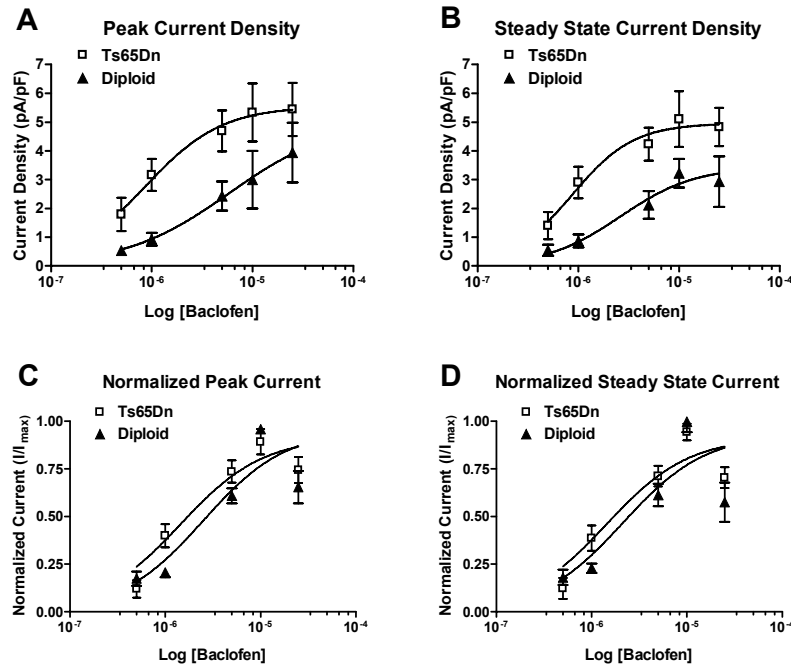 A
Peak Current Density
Ts65Dn
Diploid
Current Density (pA/pF)
7
6
5
4
3
2
1
0
10-7
10-6
10-5
10-4
Log [Baclofen]
B
Steady State Current Density
Ts65Dn
Diploid
Current Density (pA/pF)
7
6
5
4
3
2
1
0
10-7
10-6
10-5
10-4
Log [Baclofen]
C
Normalized Peak Current
Ts65Dn
Diploid
Normalized Current (I/Imax)
1.00
0.75
0.50
0.25
0.00
10-7
10-6
10-5
10-4
Log [Baclofen]
D
Normalized Steady State Current
Ts65Dn
Diploid
Normalized Current (I/Imax)
1.00
0.75
0.50
0.25
0.00
10-7
10-6
10-5
10-4
Log [Baclofen]